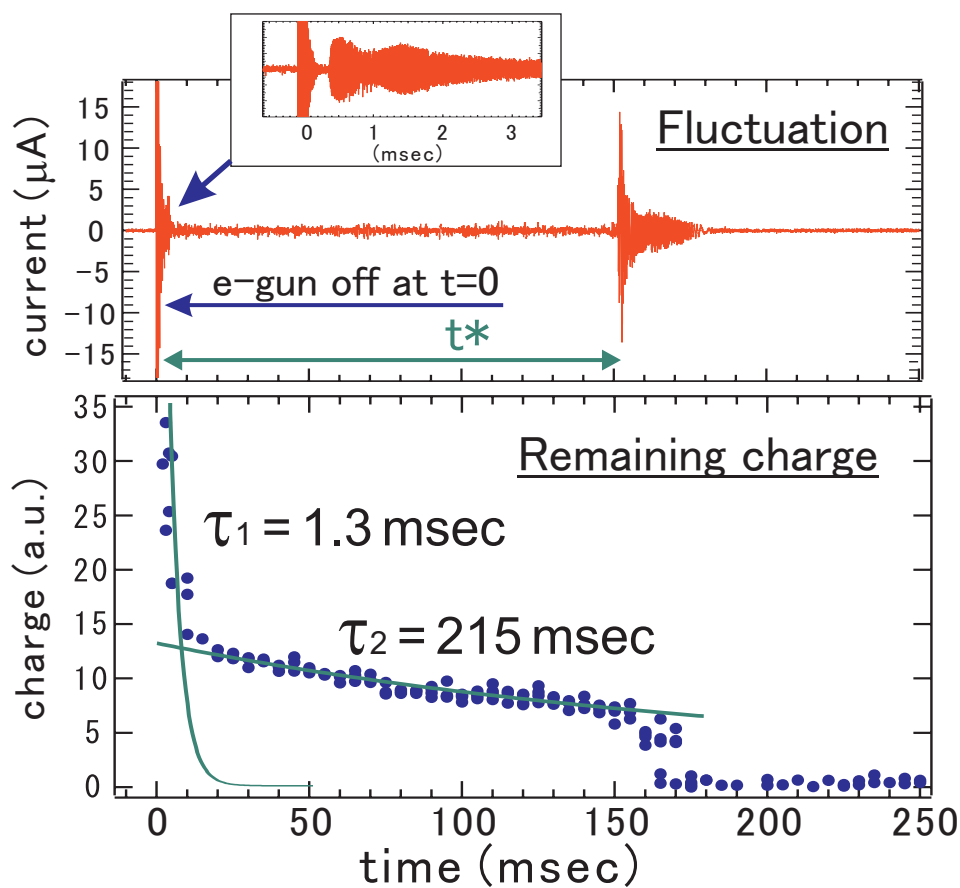 0 1 2 3
(msec)
Fluctuation
current (μA)
15
10
5
0
-5
-10
-15
e-gun off at t=0
t*
Remaining charge
charge (a.u.)
35
30
25
20
15
10
5
0
τ1 = 1.3 msec
τ2 = 215 msec
0 50 100 150 200 250
time (msec)